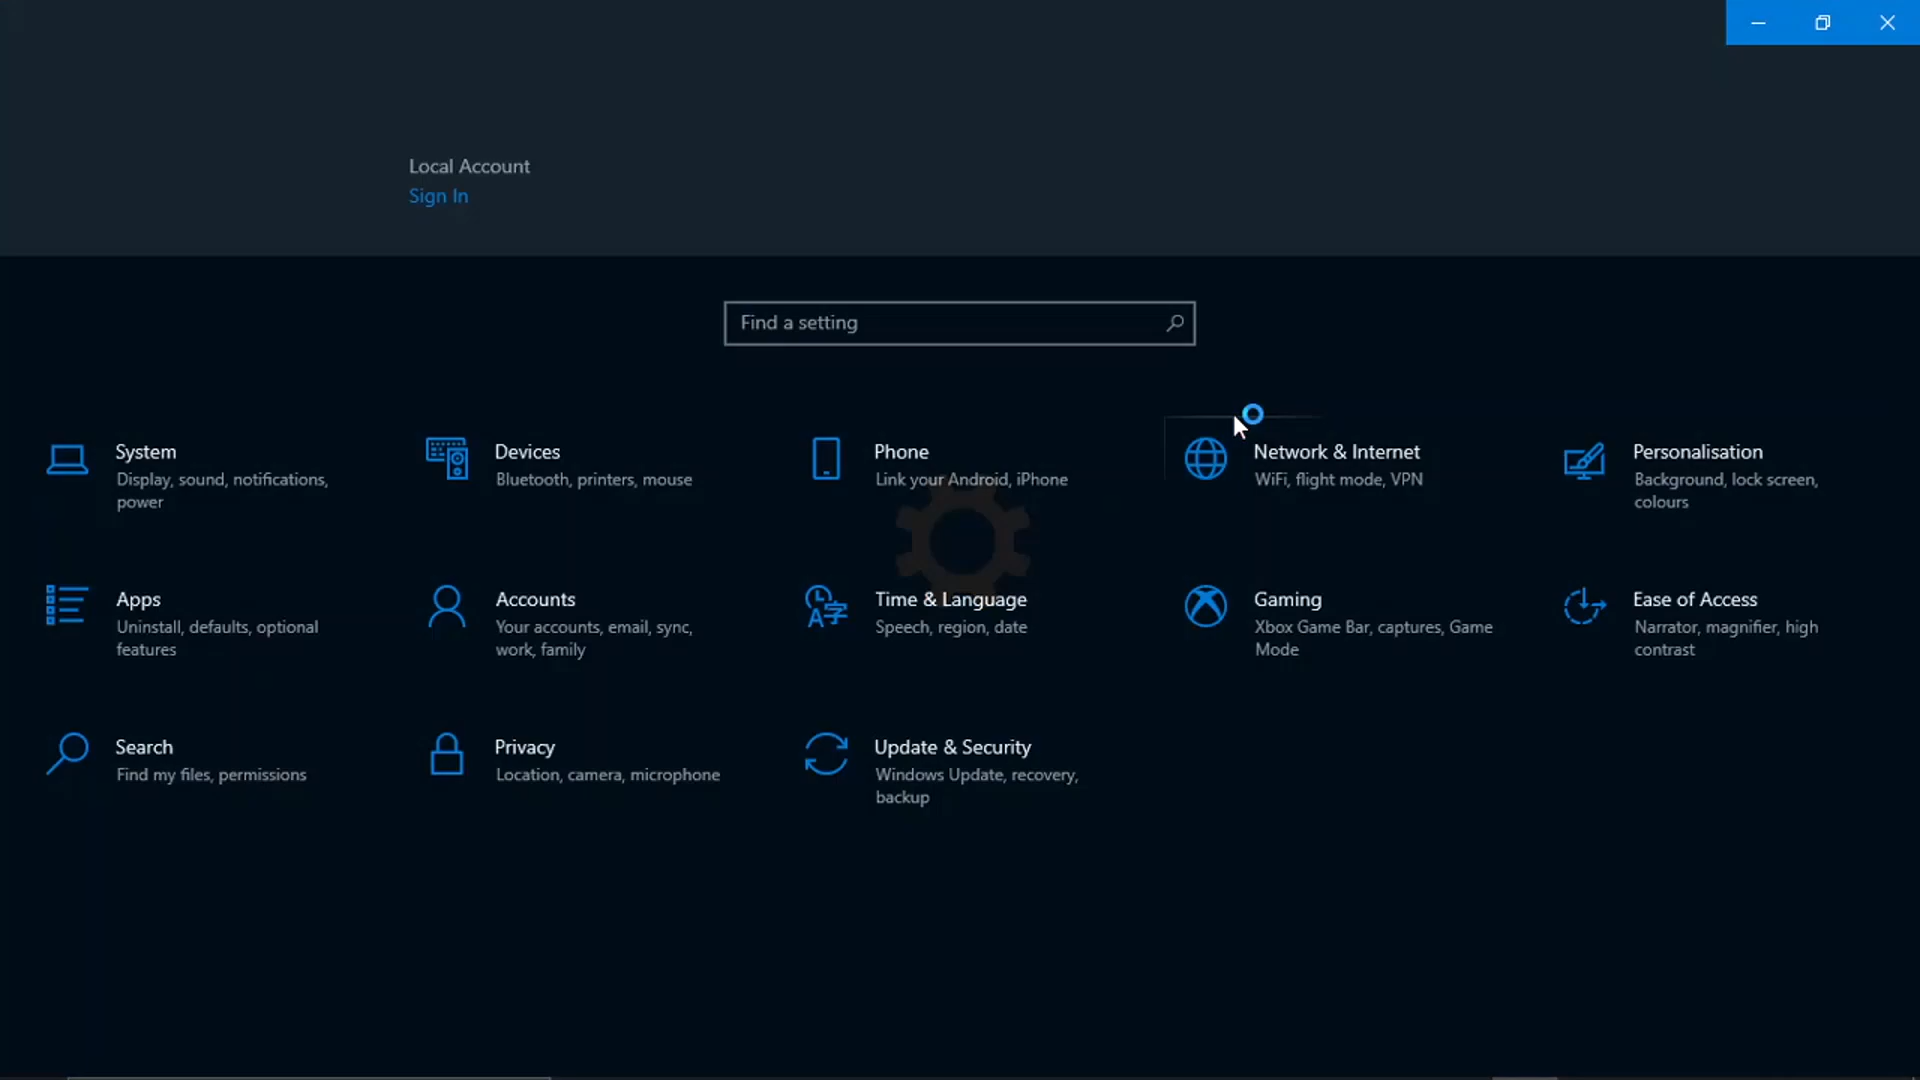 Local Account
Sign In
Find a setting
System
Display, sound, notifications,
power
Devices
Bluetooth, printers, mouse
Phone
Link your Android, iPhone
Network & Internet
WiFi, flight mode, VPN
Personalisation
Background, lock screen,
colours
Apps
Uninstall, defaults, optional
features
Accounts
Your accounts, email, sync,
work, family
Time & Language
Speech, region, date
Gaming
Xbox Game Bar, captures, Game
Mode
Ease of Access
Narrator, magnifier, high
contrast
Search
Find my files, permissions
Privacy
Location, camera, microphone
Update & Security
Windows Update, recovery,
backup